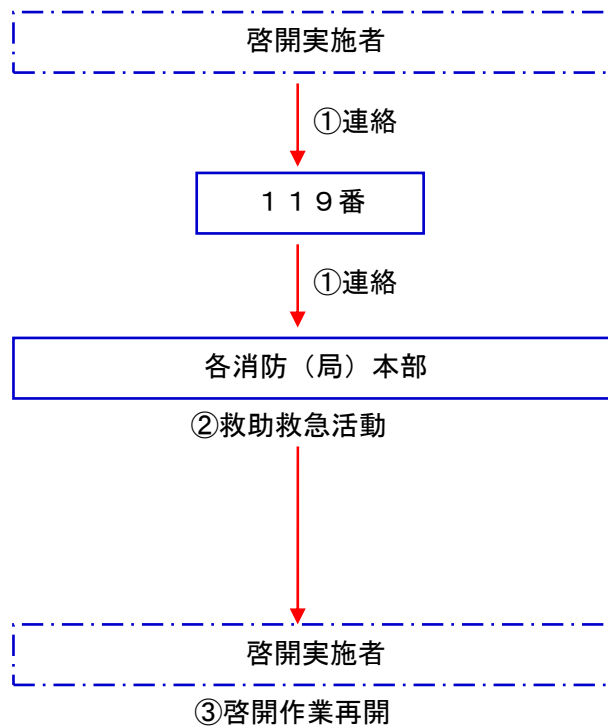 啓開実施者
①連絡
１１９番
①連絡
各消防（局）本部
②救助救急活動
啓開実施者
③啓開作業再開